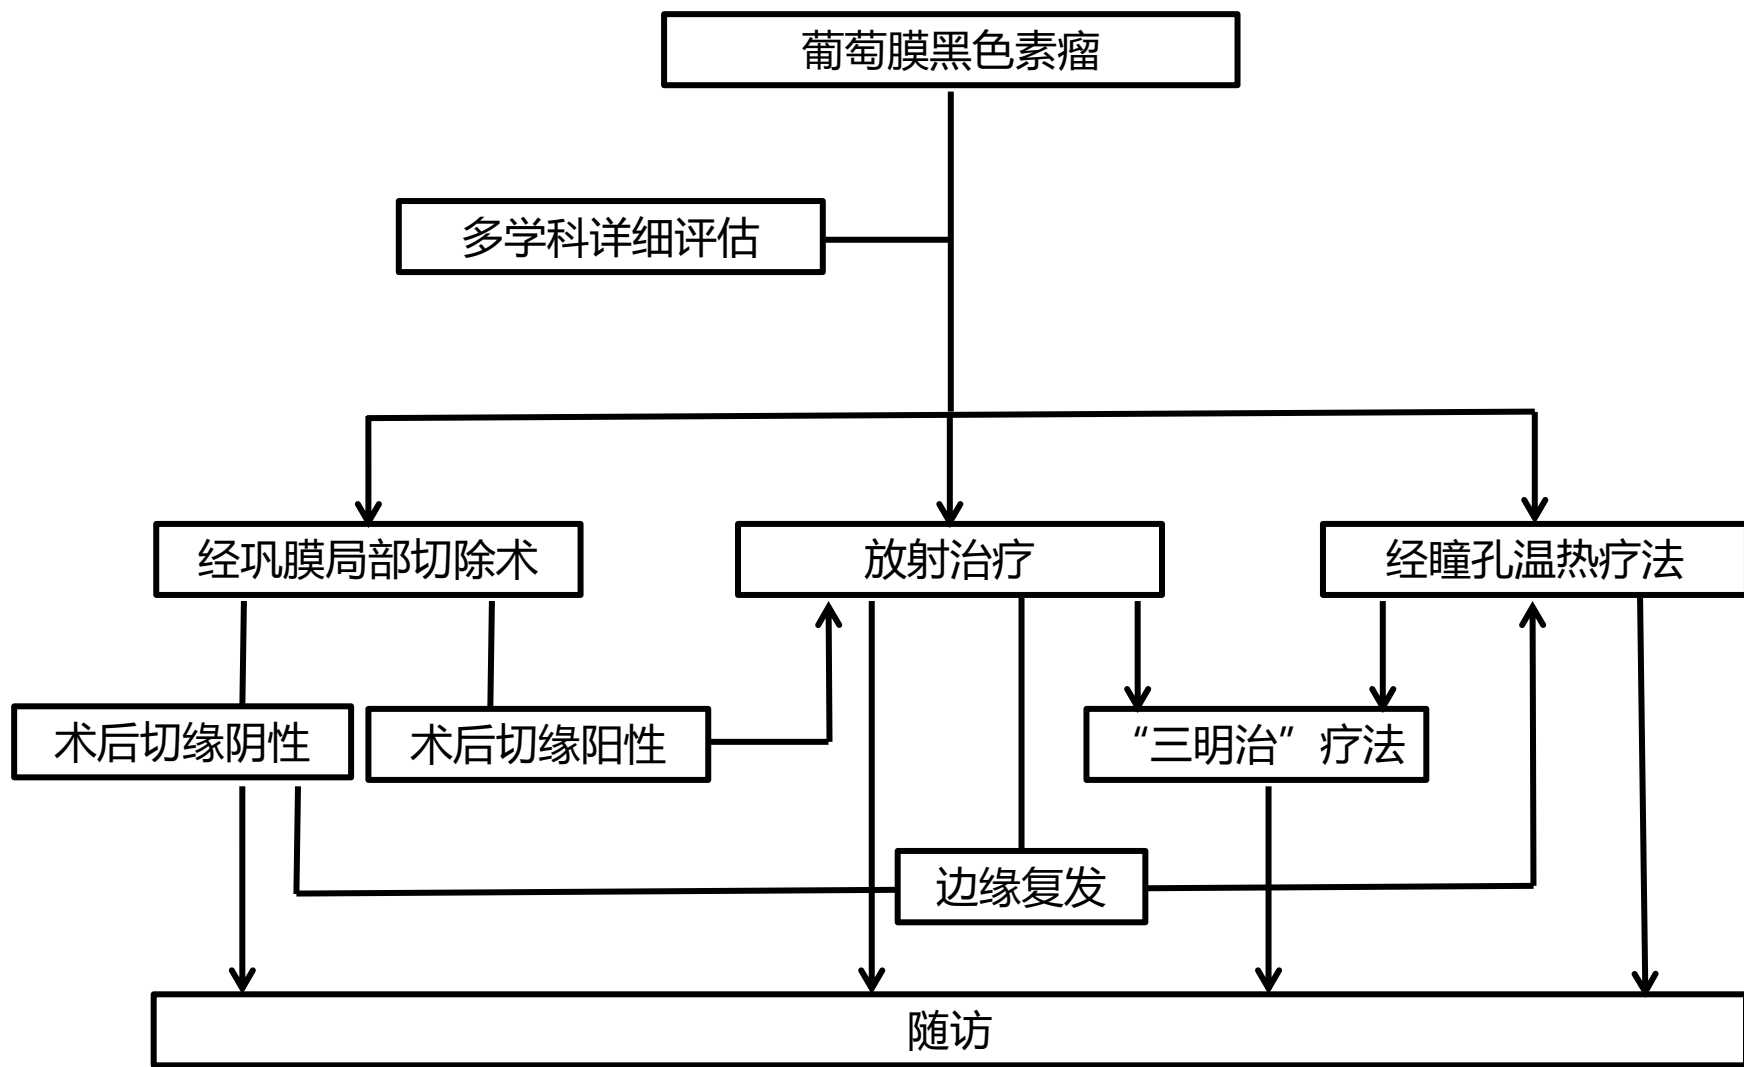 葡萄膜黑色素瘤
多学科详细评估
经巩膜局部切除术
放射治疗
经瞳孔温热疗法
术后切缘阴性
术后切缘阳性
“三明治”疗法
边缘复发
随访